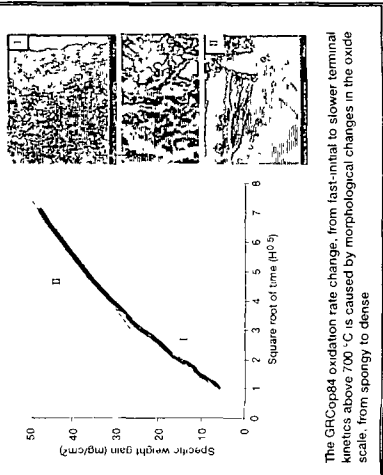 I
II
50
40
30
20
10
0
Specific weight gain (mg/cm2)
II
I
0 1 2 3 4 5 6 7 8
Square root of time (H0.5)
The GRCop84 oxidation rate change, from fast-initial to slower terminal
kinetics above 700 °C is caused by morphological changes in the oxide
scale, from spongy to dense